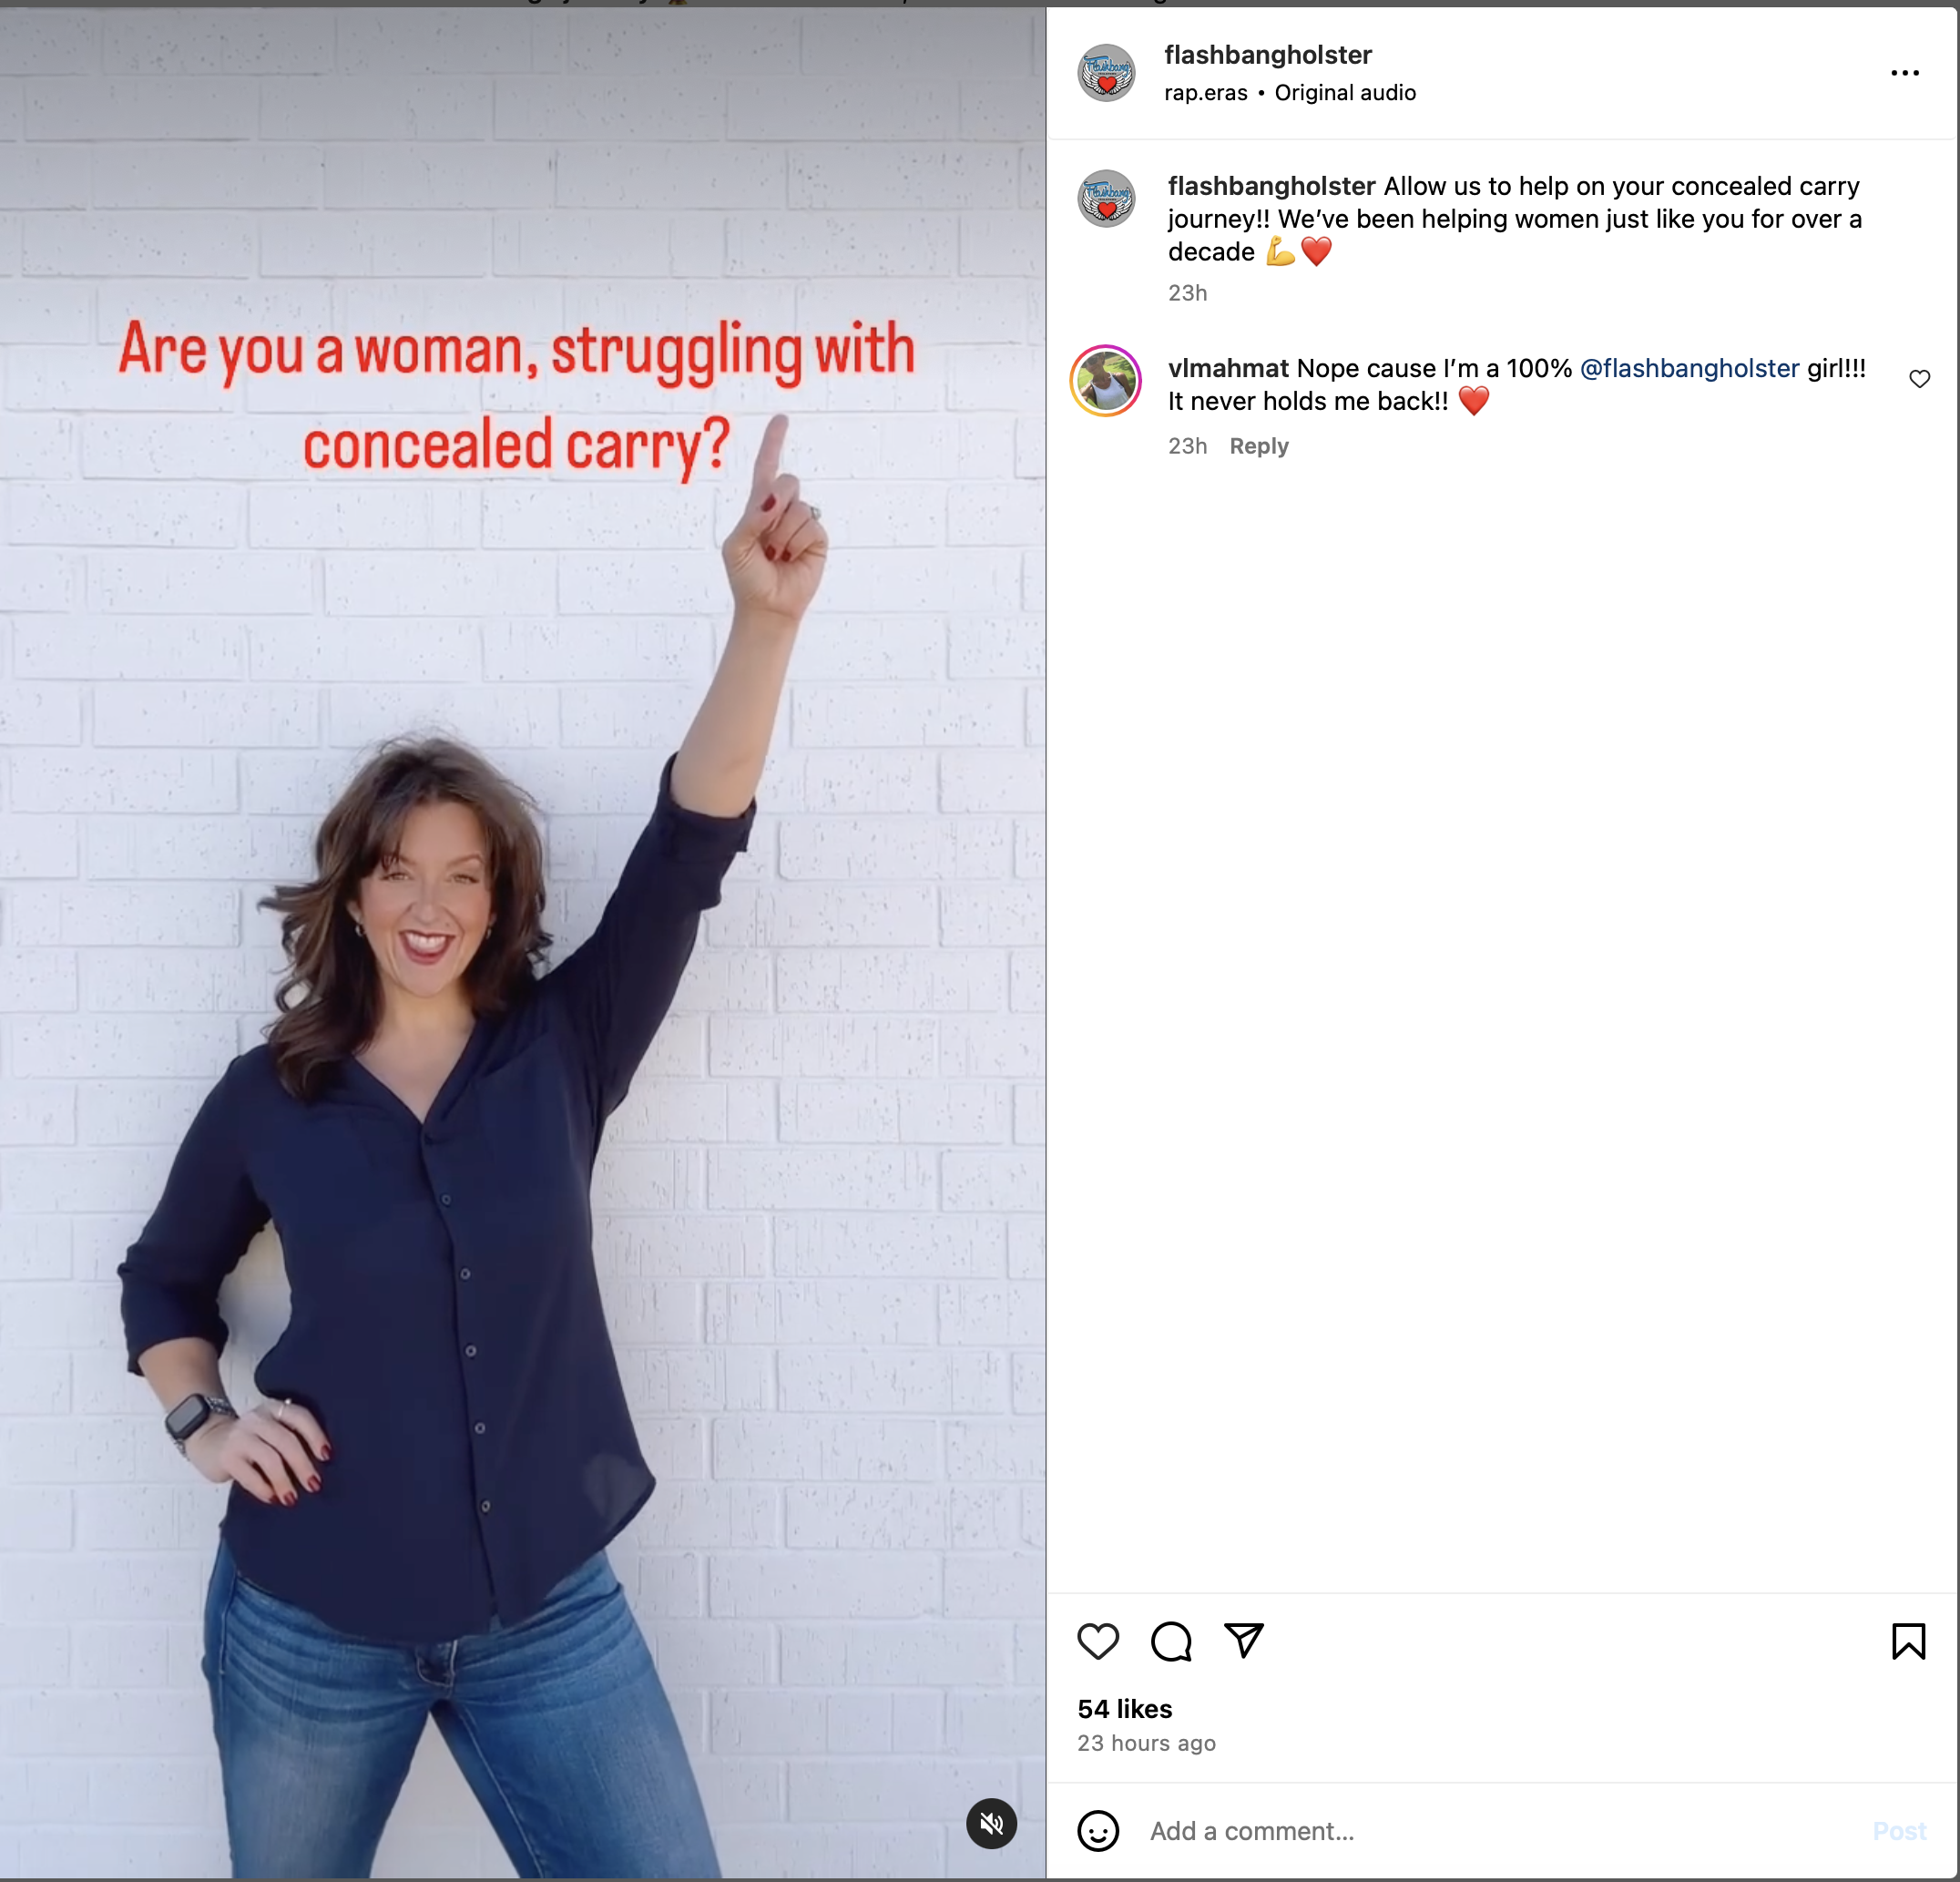 Are you a woman, struggling with
concealed carry?
flashbangholster
rap.eras • Original audio
flashbangholster Allow us to help on your concealed carry
journey!! We’ve been helping women just like you for over a
decade 💪❤️
23h
vlmahmat Nope cause I’m a 100% @flashbangholster girl!!!
It never holds me back!! ❤️
23h Reply
54 likes
23 hours ago
Add a comment...
Post